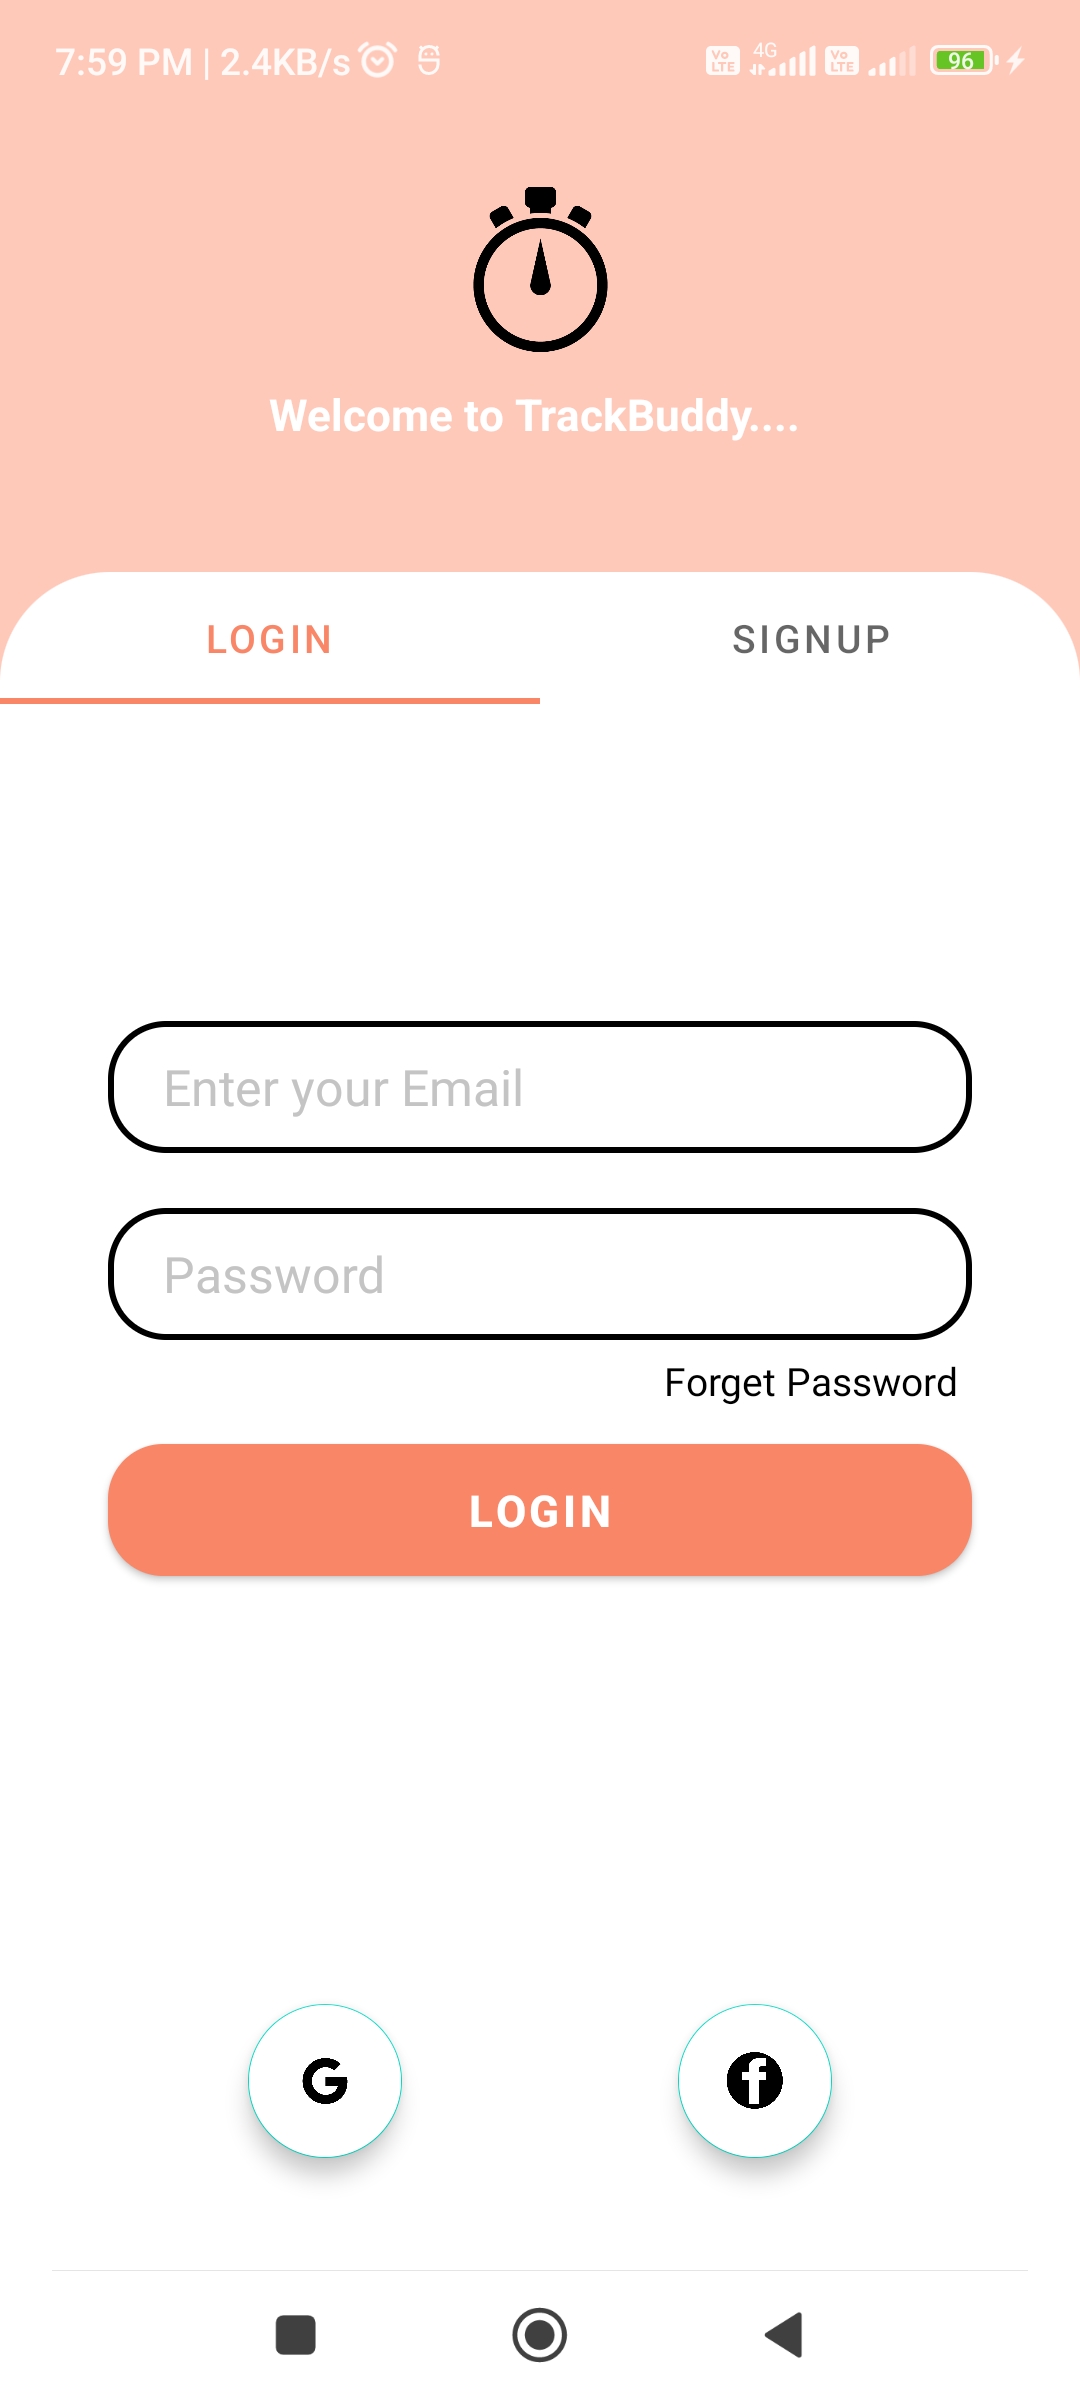 7:59 PM | 2.4KB/s
Vo LTE 4G Vo LTE 96
Welcome to TrackBuddy....
LOGIN SIGNUP
Enter your Email
Password
Forget Password
LOGIN
G f